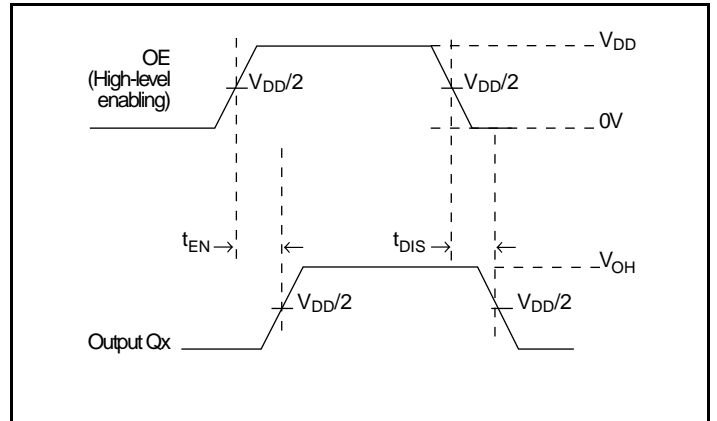 OE
(High-level
enabling)
V_DD/2
V_DD/2
V_DD
0V
t_EN
t_DIS
V_OH
V_DD/2
V_DD/2
Output Qx